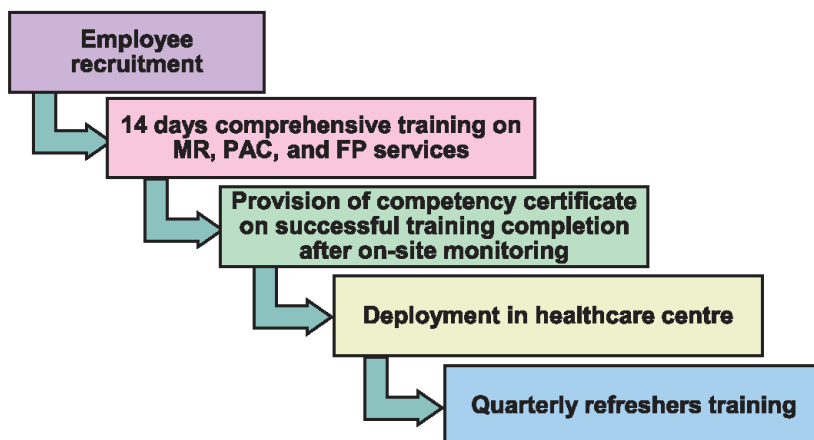 Employee
recruitment
14 days comprehensive training on
MR, PAC, and FP services
Provision of competency certificate
on successful training completion
after on-site monitoring
Deployment in healthcare centre
Quarterly refreshers training